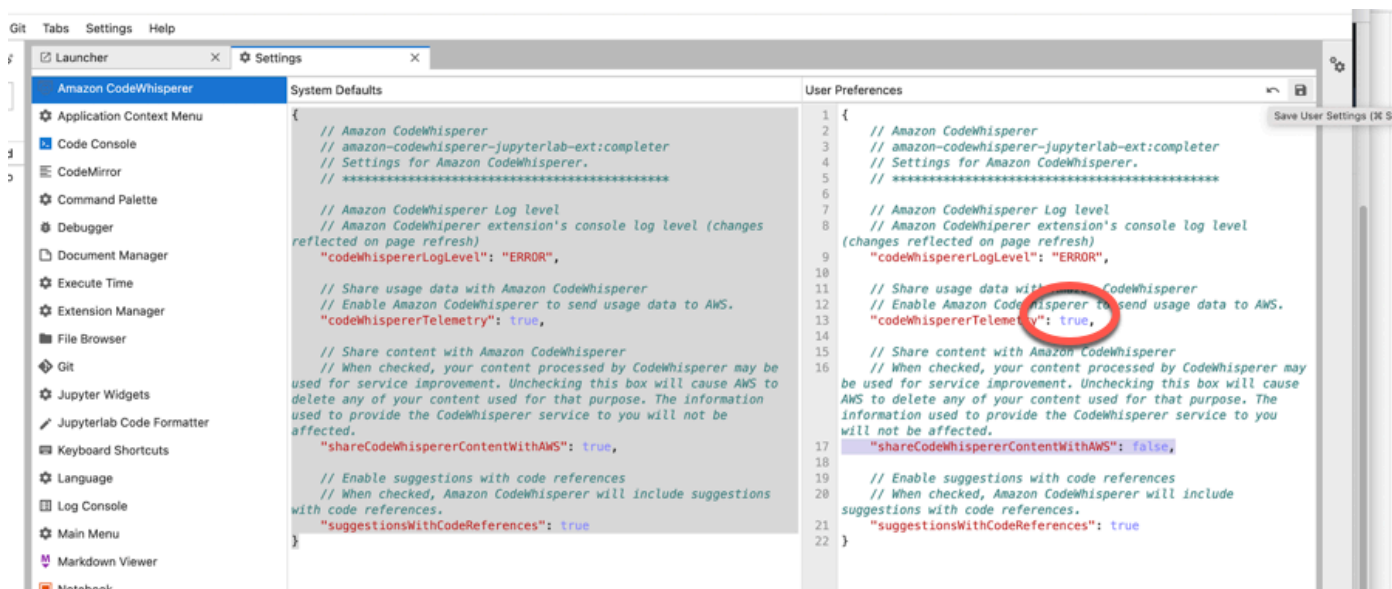 Git Tabs Settings Help
Launcher
Settings
Amazon CodeWhisperer
Application Context Menu
Code Console
CodeMirror
Command Palette
Debugger
Document Manager
Execute Time
Extension Manager
File Browser
Git
Jupyter Widgets
Jupyterlab Code Formatter
Keyboard Shortcuts
Language
Log Console
Main Menu
Markdown Viewer
Notebook
System Defaults
{
// Amazon CodeWhisperer
// amazon-codewhisperer-jupyterlab-ext:completer
// Settings for Amazon CodeWhisperer.
// ********************************************
// Amazon CodeWhisperer Log level
// Amazon CodeWhiperer extension's console log level (changes
reflected on page refresh)
"codeWhispererLogLevel": "ERROR",
// Share usage data with Amazon CodeWhisperer
// Enable Amazon CodeWhisperer to send usage data to AWS.
"codeWhispererTelemetry": true,
// Share content with Amazon CodeWhisperer
// When checked, your content processed by CodeWhisperer may be
used for service improvement. Unchecking this box will cause AWS to
delete any of your content used for that purpose. The information
used to provide the CodeWhisperer service to you will not be
affected.
"shareCodeWhispererContentWithAWS": true,
// Enable suggestions with code references
// When checked, Amazon CodeWhisperer will include suggestions
with code references.
"suggestionsWithCodeReferences": true
}
User Preferences
Save User Settings (⌘ S
1 {
2 // Amazon CodeWhisperer
3 // amazon-codewhisperer-jupyterlab-ext:completer
4 // Settings for Amazon CodeWhisperer.
5 // ********************************************
6
7 // Amazon CodeWhisperer Log level
8 // Amazon CodeWhiperer extension's console log level
(changes reflected on page refresh)
9 "codeWhispererLogLevel": "ERROR",
10
11 // Share usage data with Amazon CodeWhisperer
12 // Enable Amazon CodeWhisperer to send usage data to AWS.
13 "codeWhispererTelemetry": true,
14
15 // Share content with Amazon CodeWhisperer
16 // When checked, your content processed by CodeWhisperer may
be used for service improvement. Unchecking this box will cause
AWS to delete any of your content used for that purpose. The
information used to provide the CodeWhisperer service to you
will not be affected.
17 "shareCodeWhispererContentWithAWS": false,
18
19 // Enable suggestions with code references
20 // When checked, Amazon CodeWhisperer will include
suggestions with code references.
21 "suggestionsWithCodeReferences": true
22 }